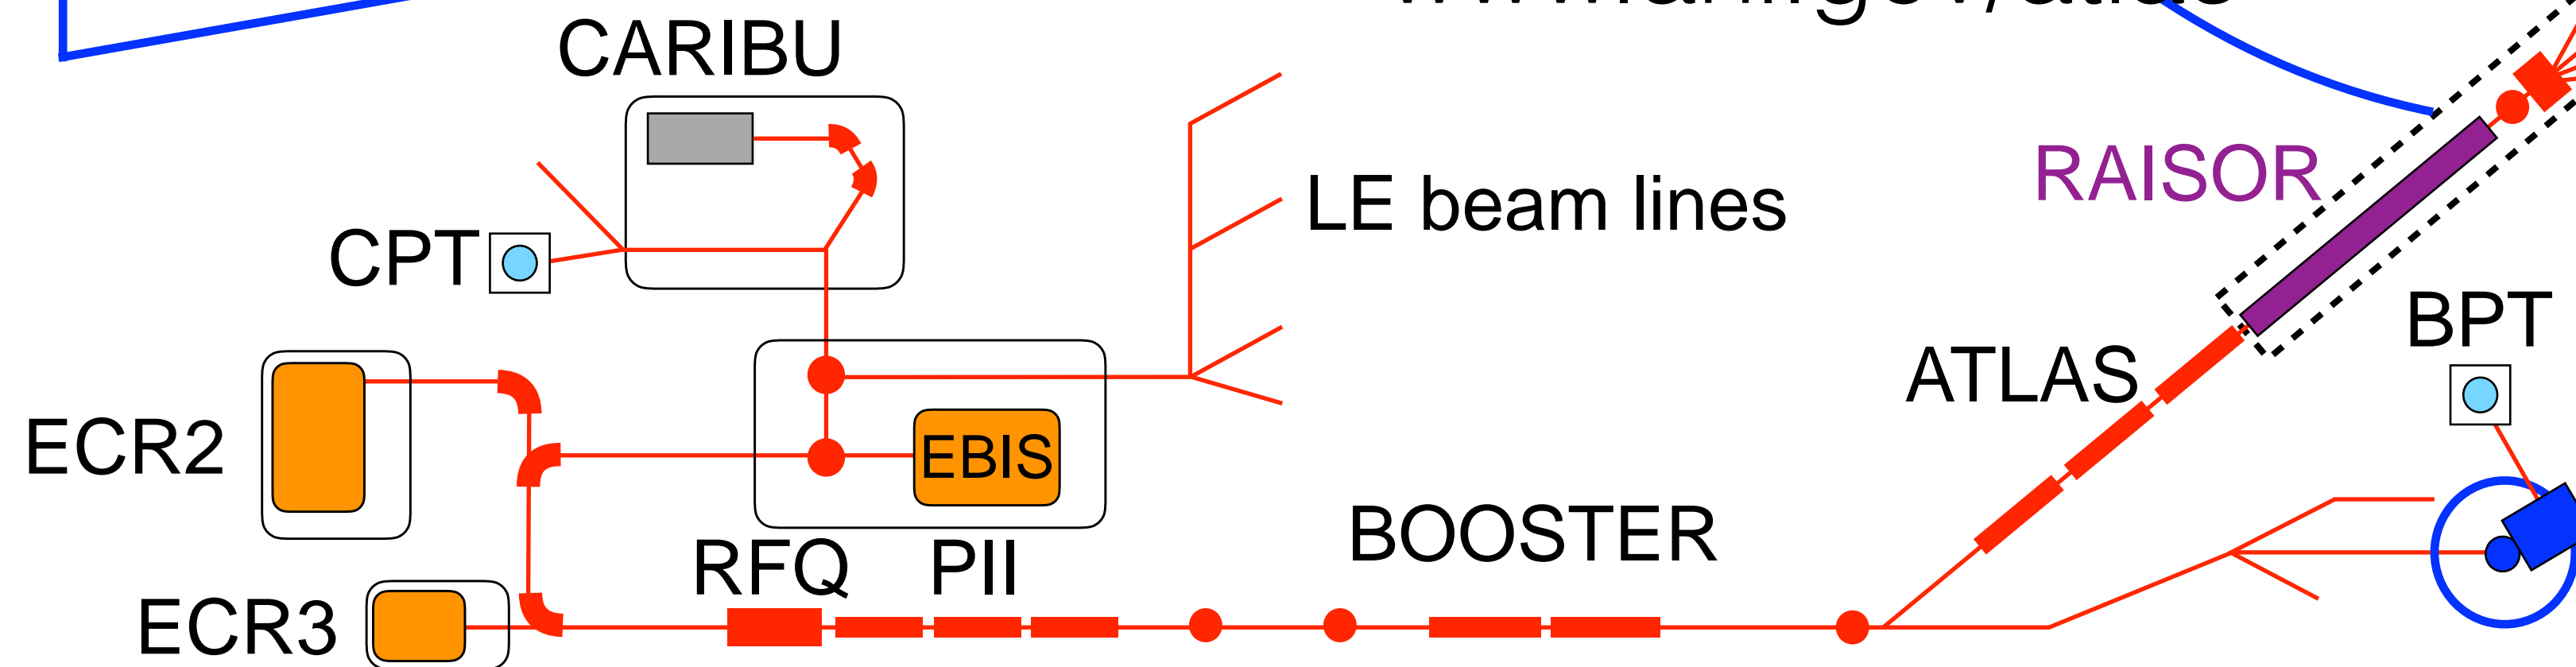 CARIBU
LE beam lines
RAISOR
CPT
BPT
ATLAS
ECR2
EBIS
BOOSTER
RFQ PII
ECR3